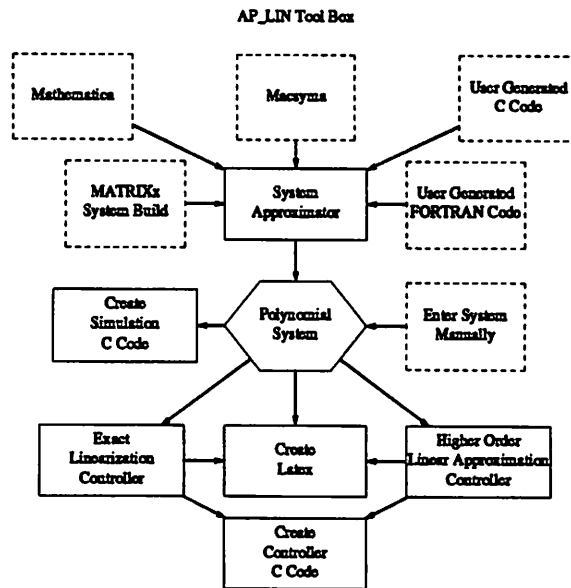 AP_LIN Tool Box
Mathematica
Macsyma
User Generated
C Code
MATRIXx
System Build
System
Approximator
User Generated
FORTRAN Code
Create
Simulation
C Code
Polynomial
System
Enter System
Manually
Exact
Linearization
Controller
Create
Latex
Higher Order
Linear Approximation
Controller
Create
Controller
C Code